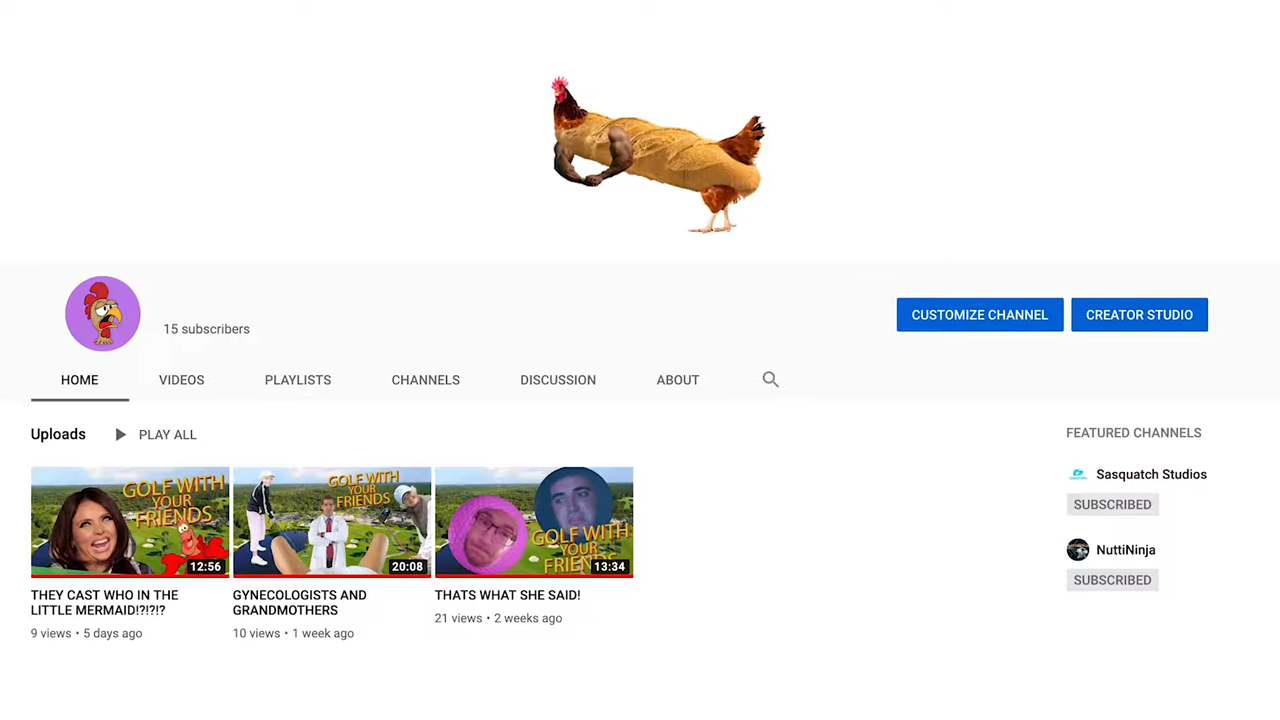 15 subscribers
CUSTOMIZE CHANNEL
CREATOR STUDIO
HOME
VIDEOS
PLAYLISTS
CHANNELS
DISCUSSION
ABOUT
Uploads
PLAY ALL
GOLF WITH
YOUR
FRIENDS
12:56
THEY CAST WHO IN THE
LITTLE MERMAID!?!?!?
9 views • 5 days ago
GOLF WITH
YOUR
FRIENDS
20:08
GYNECOLOGISTS AND
GRANDMOTHERS
10 views • 1 week ago
GOLF WITH
YOUR
FRIENDS
13:34
THATS WHAT SHE SAID!
21 views • 2 weeks ago
FEATURED CHANNELS
Sasquatch Studios
SUBSCRIBED
NuttiNinja
SUBSCRIBED